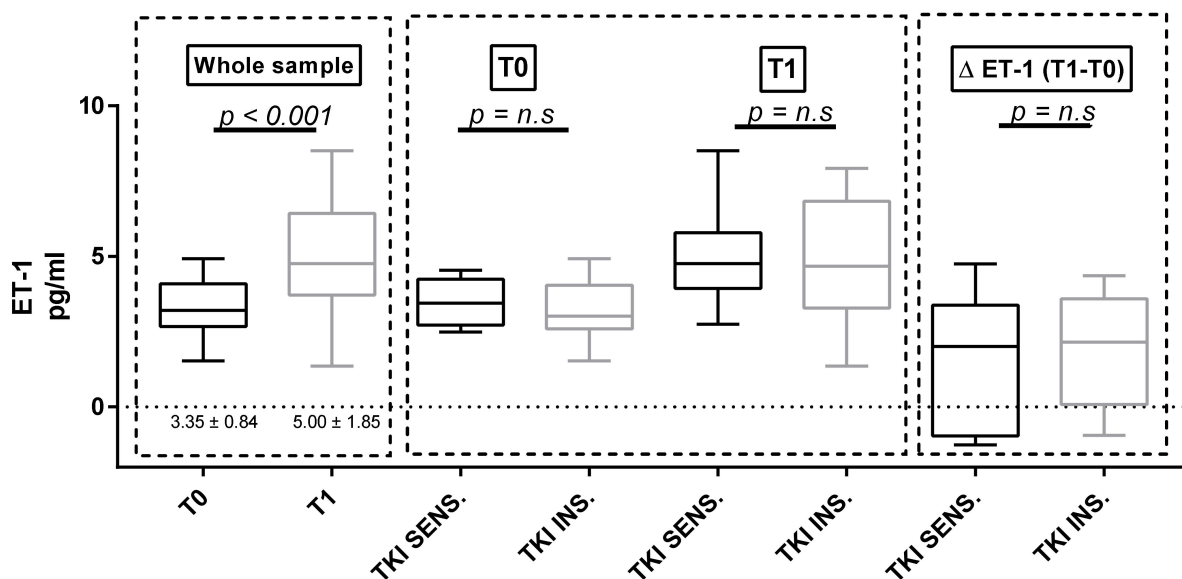 Whole sample
T0
T1
Δ ET-1 (T1-T0)
p < 0.001
p = n.s
p = n.s
p = n.s
10
5
0
ET-1
pg/ml
3.35 ± 0.84
5.00 ± 1.85
T0
T1
TKI SENS.
TKI INS.
TKI SENS.
TKI INS.
TKI SENS.
TKI INS.